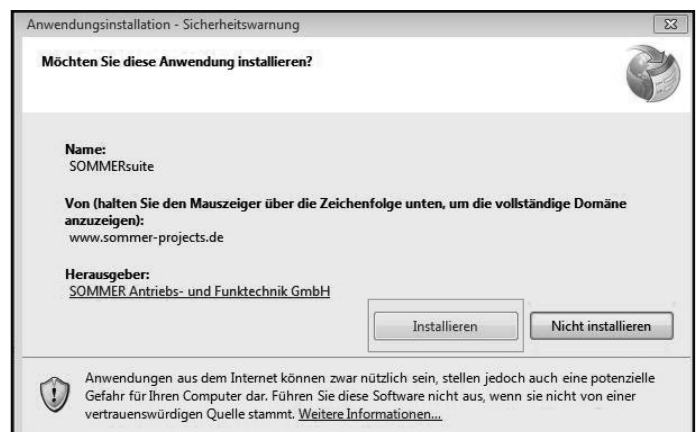 Anwendungsinstallation - Sicherheitswarnung
Möchten Sie diese Anwendung installieren?
Name:
SOMMERsuite
Von (halten Sie den Mauszeiger über die Zeichenfolge unten, um die vollständige Domäne
anzuzeigen):
www.sommer-projects.de
Herausgeber:
SOMMER Antriebs- und Funktechnik GmbH
Installieren
Nicht installieren
Anwendungen aus dem Internet können zwar nützlich sein, stellen jedoch auch eine potenzielle
Gefahr für Ihren Computer dar. Führen Sie diese Software nicht aus, wenn sie nicht von einer
vertrauenswürdigen Quelle stammt. Weitere Informationen...